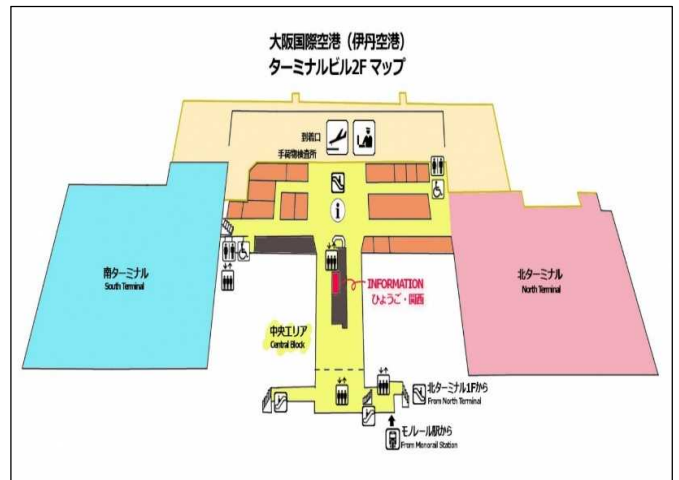 大阪国際空港（伊丹空港）
ターミナルビル2F マップ
到着口
手荷物検査所
南ターミナル
South Terminal
北ターミナル
North Terminal
INFORMATION
ひょうご・関西
中央エリア
Central Block
北ターミナル1Fから
From North Terminal
モノレール駅から
From Monorail Station